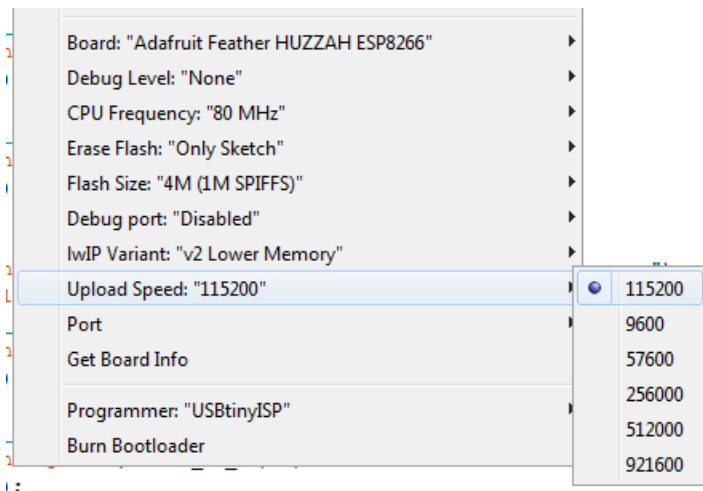 Board: "Adafruit Feather HUZZAH ESP8266"
Debug Level: "None"
CPU Frequency: "80 MHz"
Erase Flash: "Only Sketch"
Flash Size: "4M (1M SPIFFS)"
Debug port: "Disabled"
lwIP Variant: "v2 Lower Memory"
Upload Speed: "115200"
Port
Get Board Info
Programmer: "USBtinyISP"
Burn Bootloader
115200
9600
57600
256000
512000
921600